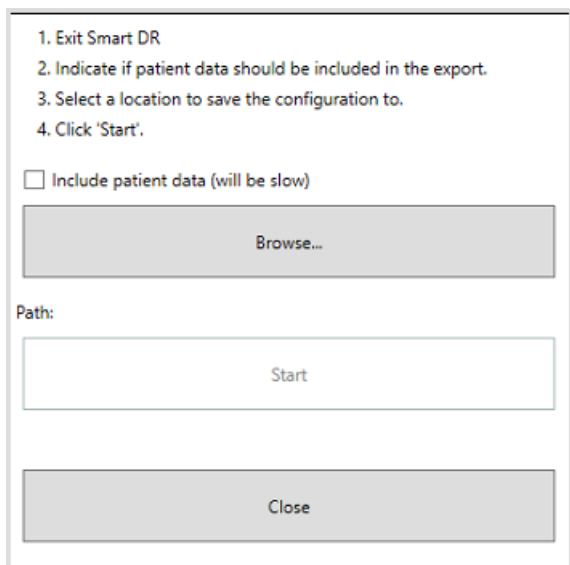 1. Exit Smart DR
2. Indicate if patient data should be included in the export.
3. Select a location to save the configuration to.
4. Click 'Start'.
Include patient data (will be slow)
Browse...
Path:
Start
Close